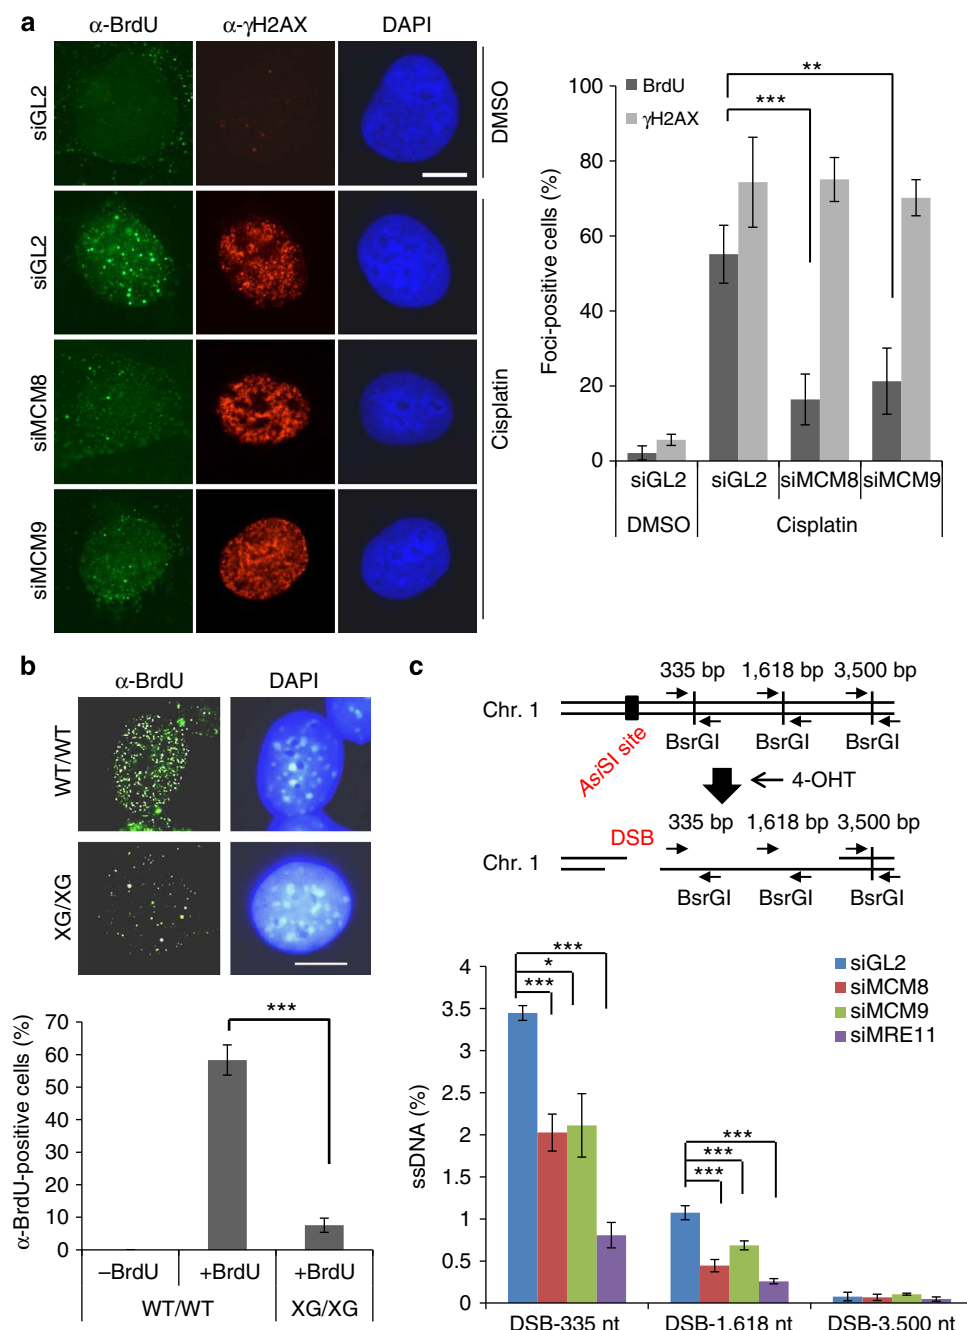 a
α-BrdU α-γH2AX DAPI
siGL2
siGL2
siMCM8
siMCM9
DMSO
Cisplatin
Foci-positive cells (%)
100
80
60
40
20
0
BrdU
γH2AX
**
***
siGL2 siGL2 siMCM8 siMCM9
DMSO Cisplatin
b
α-BrdU DAPI
WT/WT
XG/XG
α-BrdU-positive cells (%)
70
60
50
40
30
20
10
0
***
–BrdU +BrdU +BrdU
WT/WT XG/XG
c
335 bp 1,618 bp 3,500 bp
Chr. 1
AsiSI site
BsrGI BsrGI BsrGI
4-OHT
335 bp 1,618 bp 3,500 bp
DSB
Chr. 1
BsrGI BsrGI BsrGI
ssDNA (%)
4
3.5
3
2.5
2
1.5
1
0.5
0
***
*
***
***
***
***
siGL2
siMCM8
siMCM9
siMRE11
DSB-335 nt DSB-1,618 nt DSB-3,500 nt